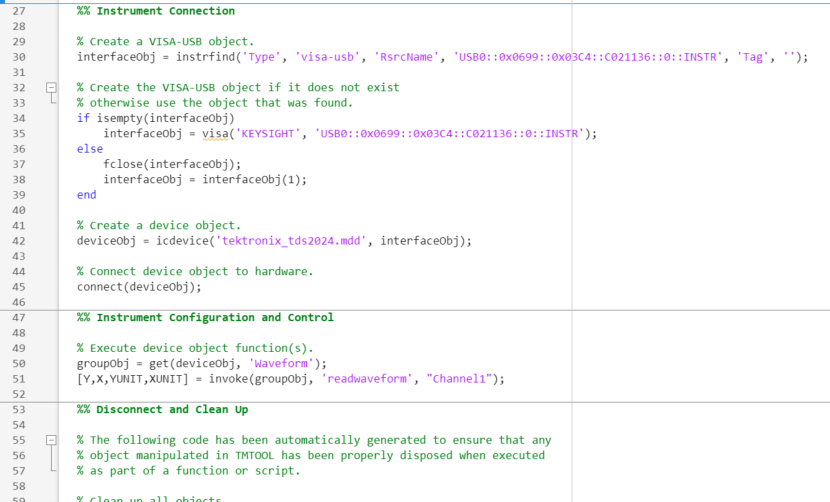 27 %% Instrument Connection
28
29 % Create a VISA-USB object.
30 interfaceObj = instrfind('Type', 'visa-usb', 'RsrcName', 'USB0::0x0699::0x03C4::C021136::0::INSTR', 'Tag', '');
31
32 % Create the VISA-USB object if it does not exist
33 % otherwise use the object that was found.
34 if isempty(interfaceObj)
35 interfaceObj = visa('KEYSIGHT', 'USB0::0x0699::0x03C4::C021136::0::INSTR');
36 else
37 fclose(interfaceObj);
38 interfaceObj = interfaceObj(1);
39 end
40
41 % Create a device object.
42 deviceObj = icdevice('tektronix_tds2024.mdd', interfaceObj);
43
44 % Connect device object to hardware.
45 connect(deviceObj);
46
47 %% Instrument Configuration and Control
48
49 % Execute device object function(s).
50 groupObj = get(deviceObj, 'Waveform');
51 [Y,X,YUNIT,XUNIT] = invoke(groupObj, 'readwaveform', "Channel1");
52
53 %% Disconnect and Clean Up
54
55 % The following code has been automatically generated to ensure that any
56 % object manipulated in TMTOOL has been properly disposed when executed
57 % as part of a function or script.
58
59 % Clean up all objects